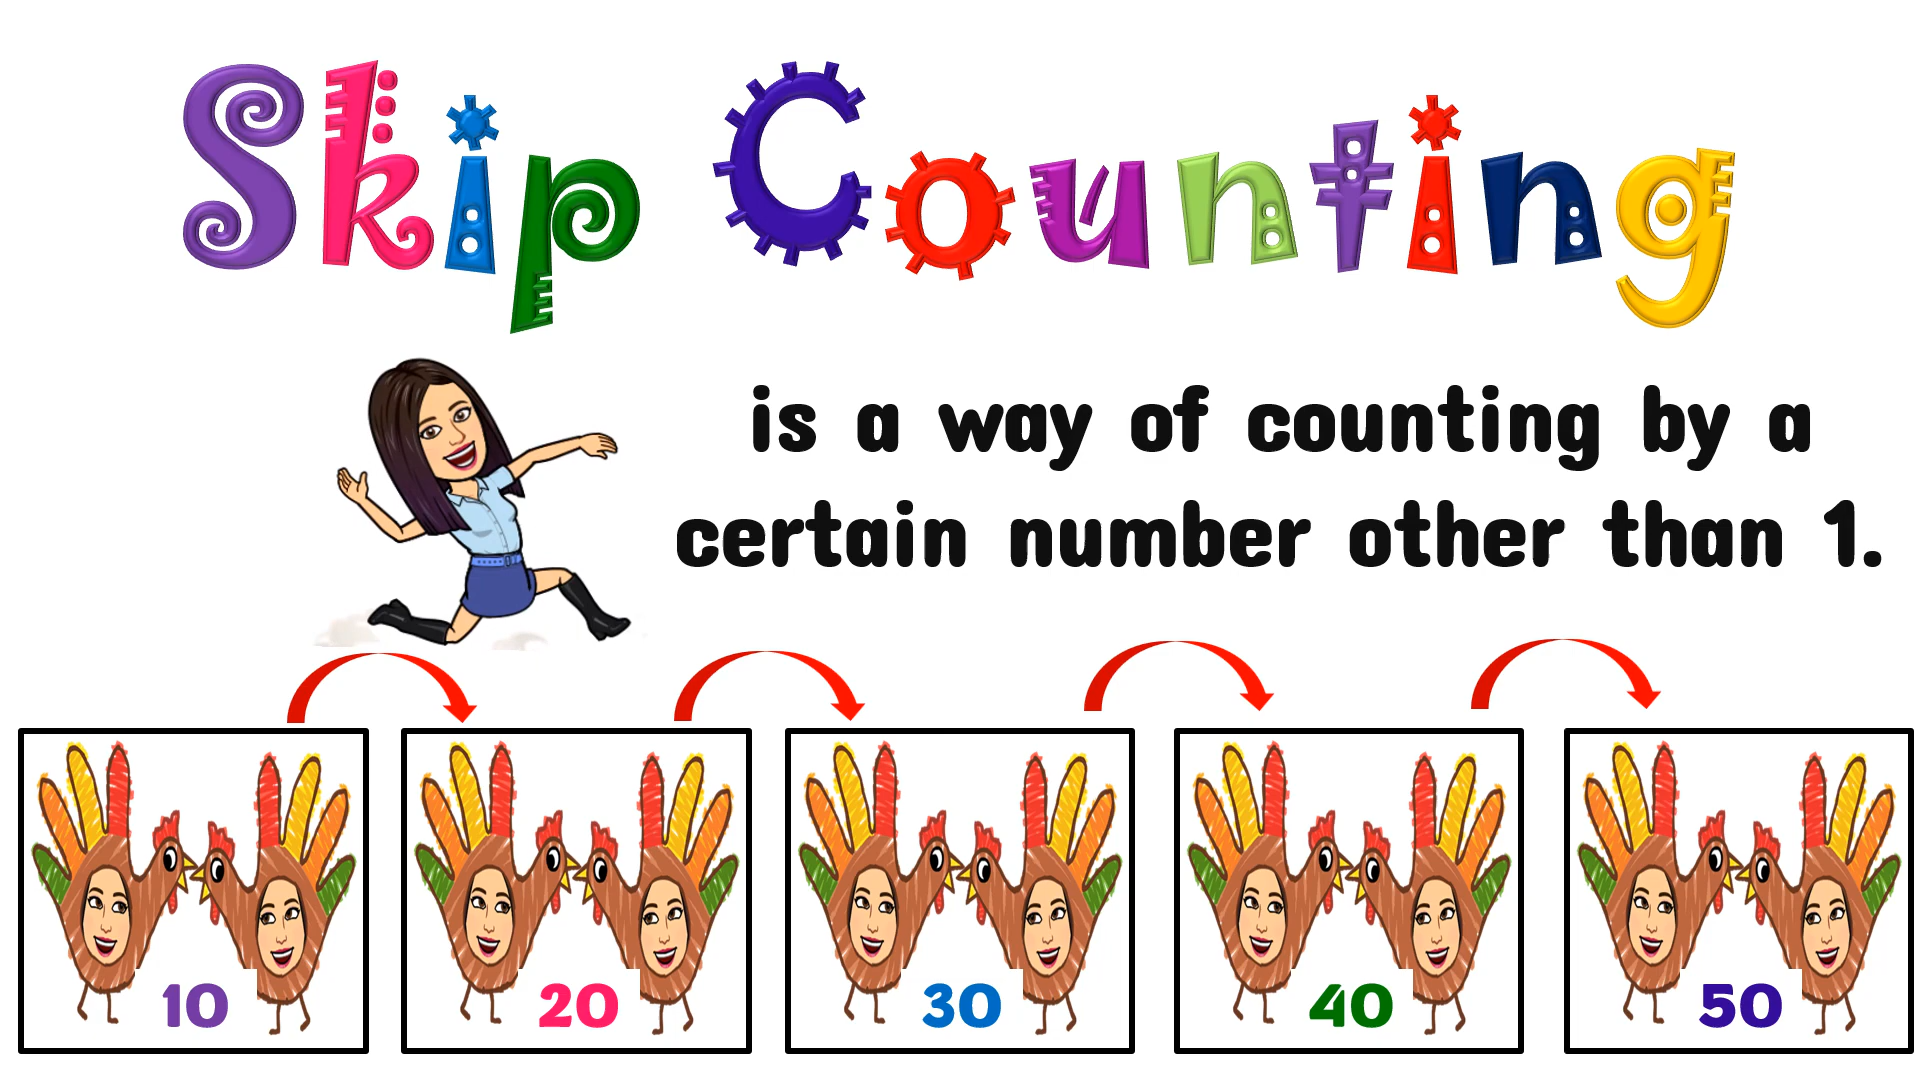 Skip Counting
is a way of counting by a
certain number other than 1.
10 20 30 40 50